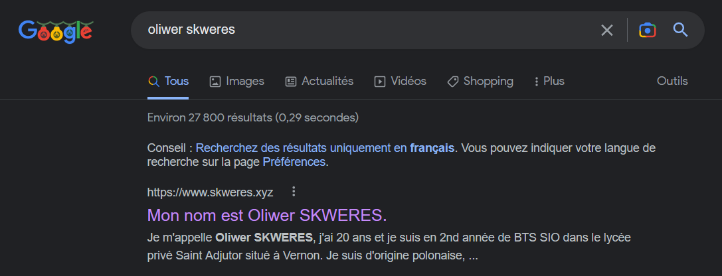 Google
oliwer skweres
Tous Images Actualités Vidéos Shopping Plus Outils
Environ 27 800 résultats (0,29 secondes)
Conseil : Recherchez des résultats uniquement en français. Vous pouvez indiquer votre langue de
recherche sur la page Préférences.
https://www.skweres.xyz
Mon nom est Oliwer SKWERES.
Je m'appelle Oliwer SKWERES, j'ai 20 ans et je suis en 2nd année de BTS SIO dans le lycée
privé Saint Adjutor situé à Vernon. Je suis d'origine polonaise, ...